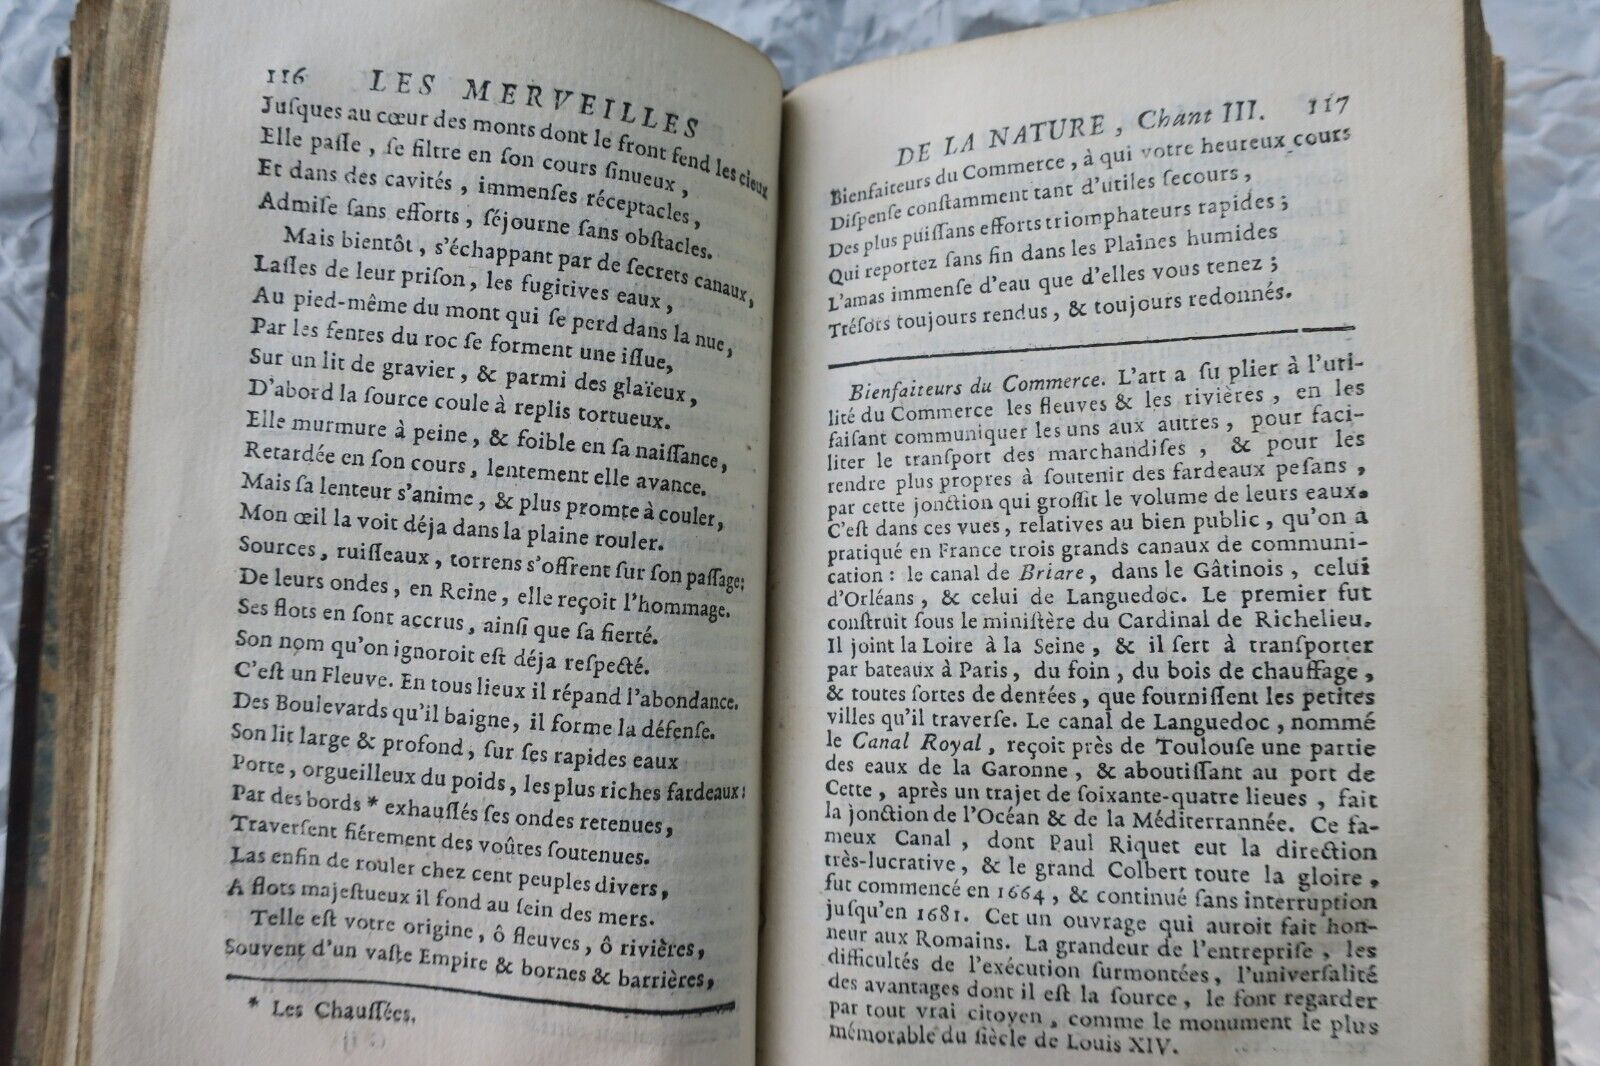 116 LES MERVEILLES
Juſques au cœur des monts dont le front fend les cieux
Elle paſſe, ſe filtre en ſon cours ſinueux,
Et dans des cavités, immenſes réceptacles,
Admiſe ſans efforts, ſéjourne ſans obſtacles.
Mais bientôt, s'échappant par de ſecrets canaux,
Laſſes de leur priſon, les fugitives eaux,
Au pied-même du mont qui ſe perd dans la nue,
Par les fentes du roc ſe forment une iſſue,
Sur un lit de gravier, & parmi des glaïeux,
D'abord la ſource coule à replis tortueux.
Elle murmure à peine, & foible en ſa naiſſance,
Retardée en ſon cours, lentement elle avance.
Mais ſa lenteur s'anime, & plus promte à couler,
Mon œil la voit déja dans la plaine rouler.
Sources, ruiſſeaux, torrens s'offrent ſur ſon paſſage;
De leurs ondes, en Reine, elle reçoit l'hommage.
Ses flots en ſont accrus, ainſi que ſa fierté.
Son nom qu'on ignoroit eſt déja reſpecté.
C'eſt un Fleuve. En tous lieux il répand l'abondance.
Des Boulevards qu'il baigne, il forme la défenſe.
Son lit large & profond, ſur ſes rapides eaux
Porte, orgueilleux du poids, les plus riches fardeaux:
Par des bords * exhauſſés ſes ondes retenues,
Traverſent fiérement des voûtes ſoutenues.
Las enfin de rouler chez cent peuples divers,
A flots majeſtueux il fond au ſein des mers.
Telle eſt votre origine, ô fleuves, ô rivières,
Souvent d'un vaſte Empire & bornes & barrières,
* Les Chauſſées.
DE LA NATURE, Chant III. 117
Bienfaiteurs du Commerce, à qui votre heureux cours
Diſpenſe conſtamment tant d'utiles ſecours,
Des plus puiſſans efforts triomphateurs rapides;
Qui reportez ſans fin dans les Plaines humides
L'amas immenſe d'eau que d'elles vous tenez;
Tréſors toujours rendus, & toujours redonnés.
Bienfaiteurs du Commerce. L'art a ſu plier à l'uti-
lité du Commerce les fleuves & les rivières, en les
faiſant communiquer les uns aux autres, pour faci-
liter le tranſport des marchandiſes, & pour les
rendre plus propres à ſoutenir des fardeaux peſans,
par cette jonction qui groſſit le volume de leurs eaux.
C'eſt dans ces vues, relatives au bien public, qu'on a
pratiqué en France trois grands canaux de communi-
cation: le canal de Briare, dans le Gâtinois, celui
d'Orléans, & celui de Languedoc. Le premier fut
conſtruit ſous le miniſtère du Cardinal de Richelieu.
Il joint la Loire à la Seine, & il ſert à tranſporter
par bateaux à Paris, du foin, du bois de chauffage,
& toutes ſortes de denrées, que fourniſſent les petites
villes qu'il traverſe. Le canal de Languedoc, nommé
le Canal Royal, reçoit près de Toulouſe une partie
des eaux de la Garonne, & aboutiſſant au port de
Cette, après un trajet de ſoixante-quatre lieues, fait
la jonction de l'Océan & de la Méditerrannée. Ce fa-
meux Canal, dont Paul Riquet eut la direction
très-lucrative, & le grand Colbert toute la gloire,
fut commencé en 1664, & continué ſans interruption
juſqu'en 1681. Cet un ouvrage qui auroit fait hon-
neur aux Romains. La grandeur de l'entrepriſe, les
difficultés de l'exécution ſurmontées, l'univerſalité
des avantages dont il eſt la ſource, le font regarder
par tout vrai citoyen, comme le monument le plus
mémorable du ſiècle de Louis XIV.